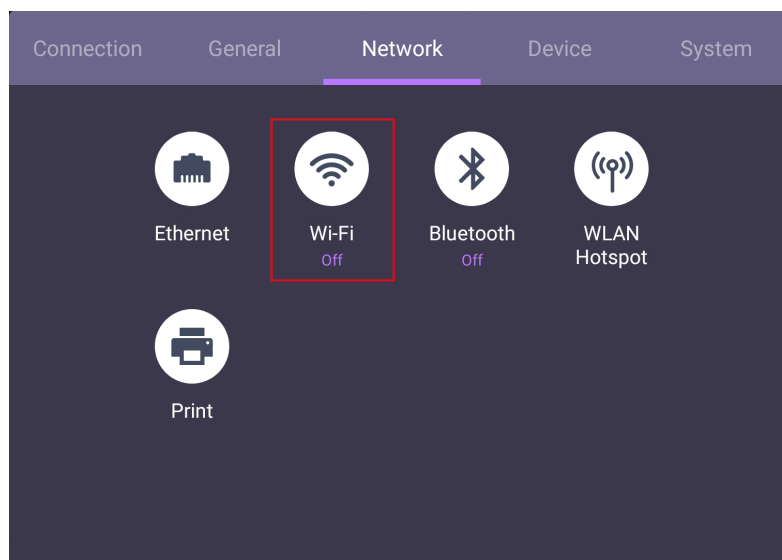 Connection General Network Device System
Ethernet Wi-Fi Bluetooth WLAN
Off Off Hotspot
Print